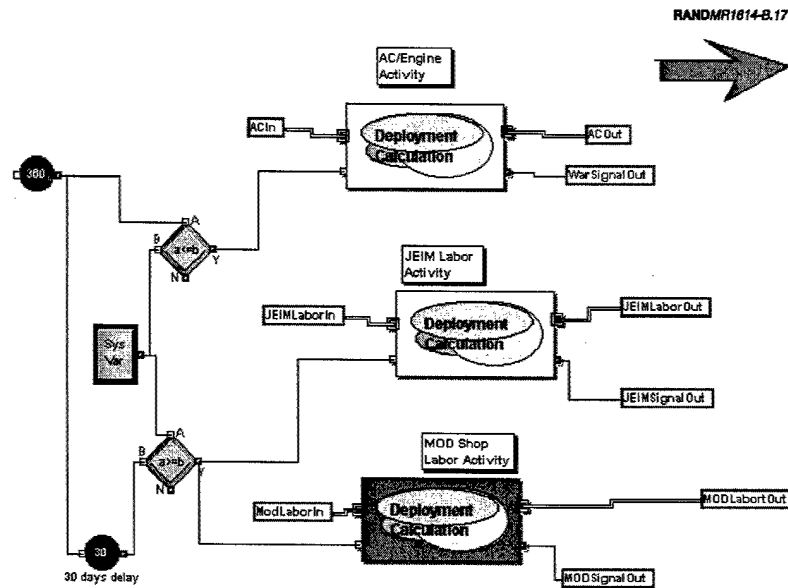 RANDMR1614-B.17
AC/Engine
Activity
ACIn
Deployment
Calculation
ACOut
WarSignalOut
360
A
B
a<=b
Y
N
JEIM Labor
Activity
JEIMLaborIn
Deployment
Calculation
JEIMLaborOut
JEIMSignalOut
Sys
Var
A
B
a>=b
Y
N
MOD Shop
Labor Activity
ModLaborIn
Deployment
Calculation
MODLabortOut
MODSignalOut
30
30 days delay